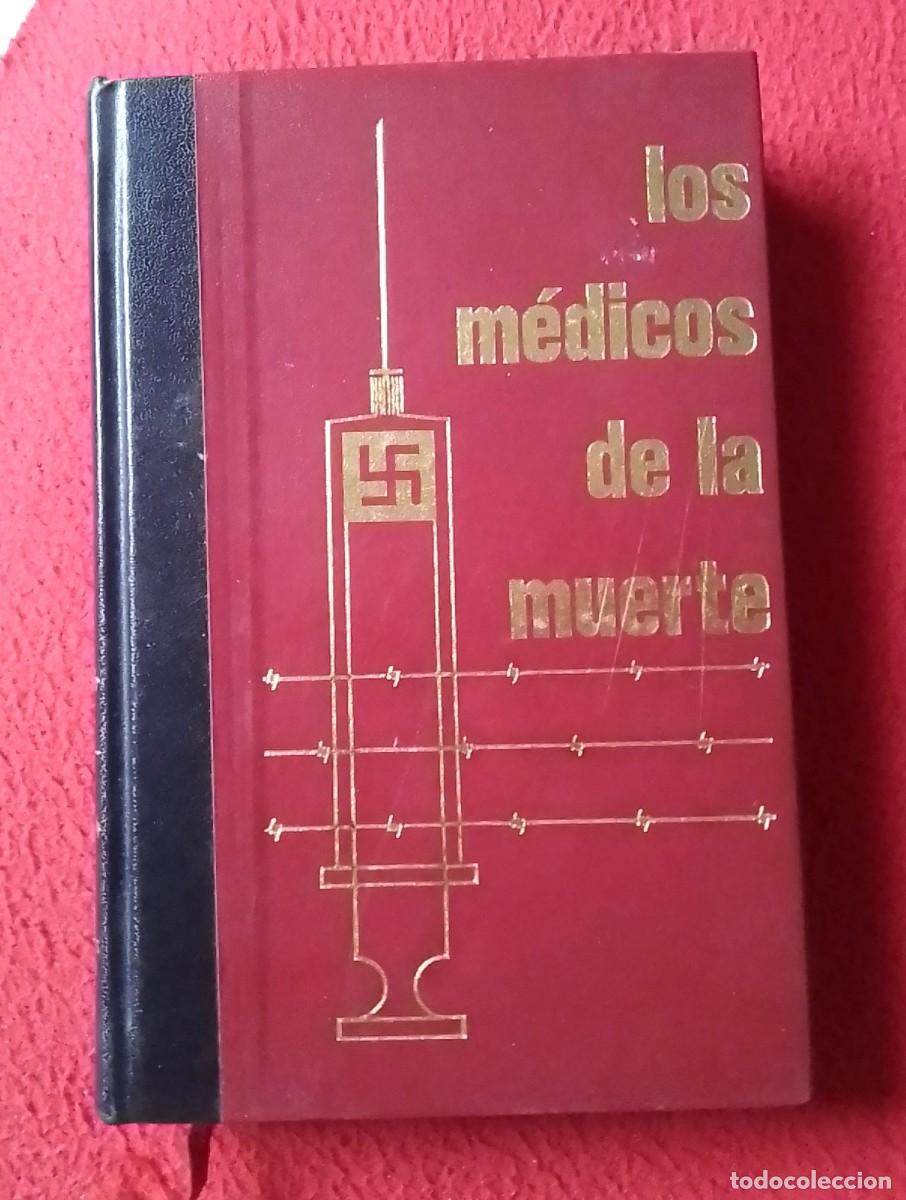 los
médicos
de la
muerte
todocoleccion